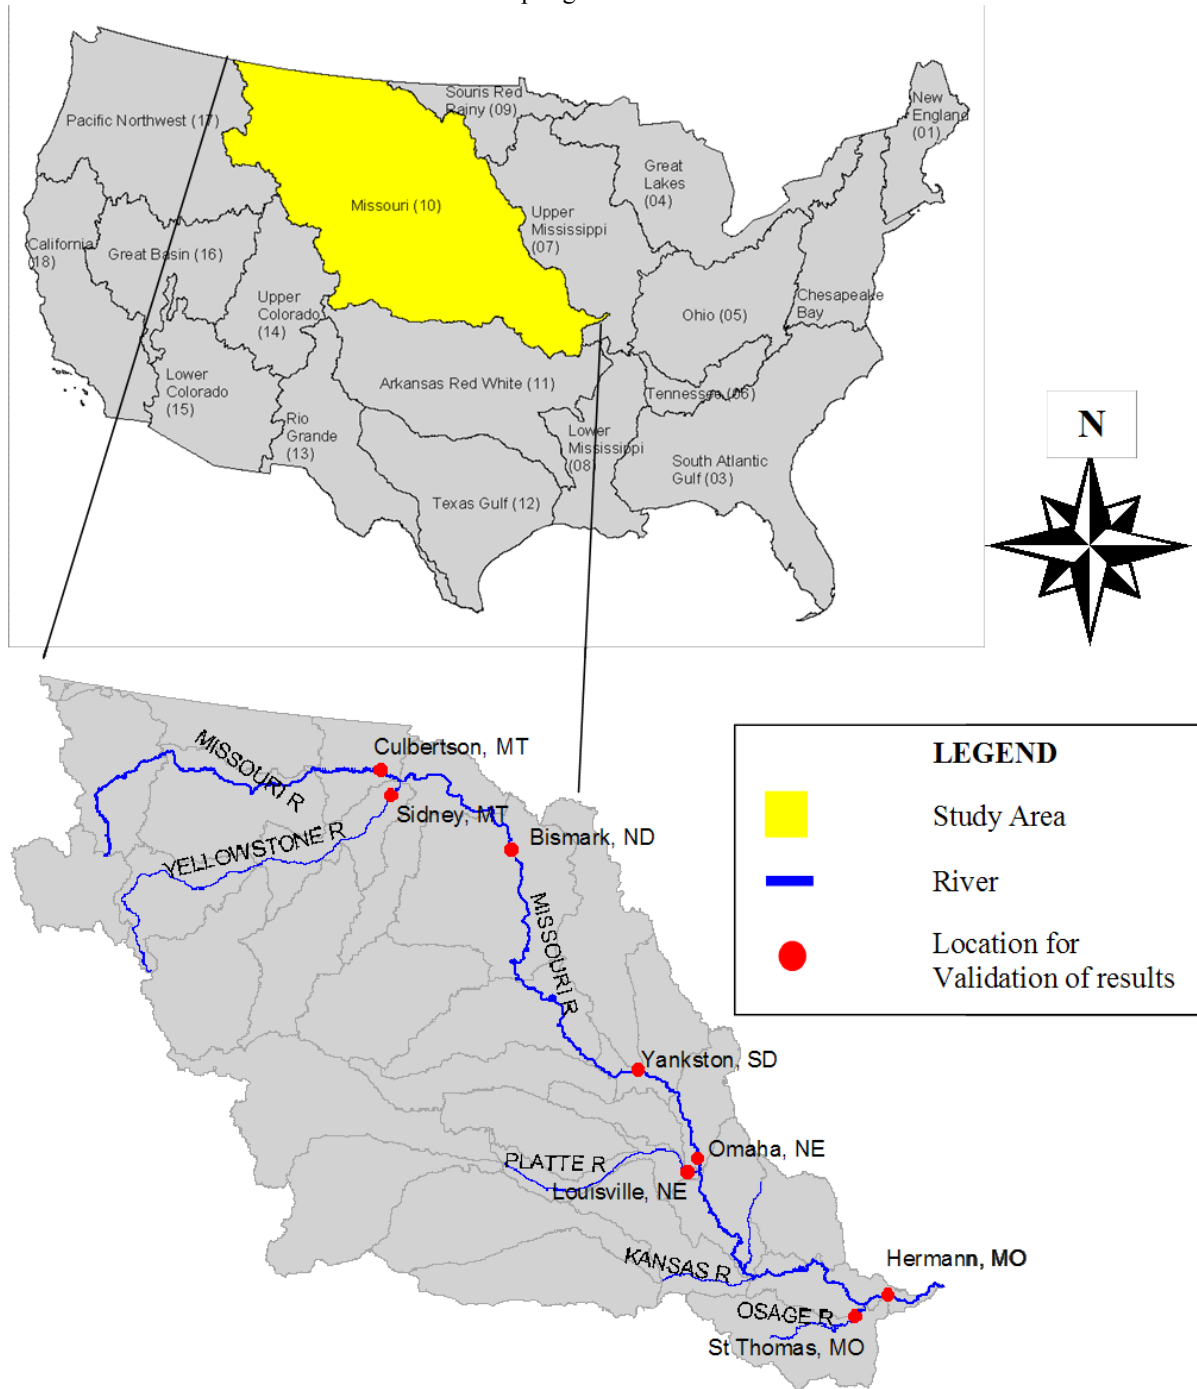 Souris Red
Rainy (09)
New
England
(01)
Pacific Northwest (17)
Great
Lakes
(04)
Missouri (10)
Upper
Mississippi
(07)
California
(18)
Great Basin (16)
Upper
Colorado
(14)
Chesapeake
Bay
Ohio (05)
Lower
Colorado
(15)
Arkansas Red White (11)
Tennessee (06)
Rio
Grande
(13)
Lower
Mississippi
(08)
South Atlantic
Gulf (03)
Texas Gulf (12)
N
Culbertson, MT
MISSOURI R
Sidney, MT
YELLOWSTONE R
Bismark, ND
MISSOURI R
Yankston, SD
Omaha, NE
PLATTE R
Louisville, NE
KANSAS R
Hermann, MO
OSAGE R
St Thomas, MO
LEGEND
Study Area
River
Location for
Validation of results